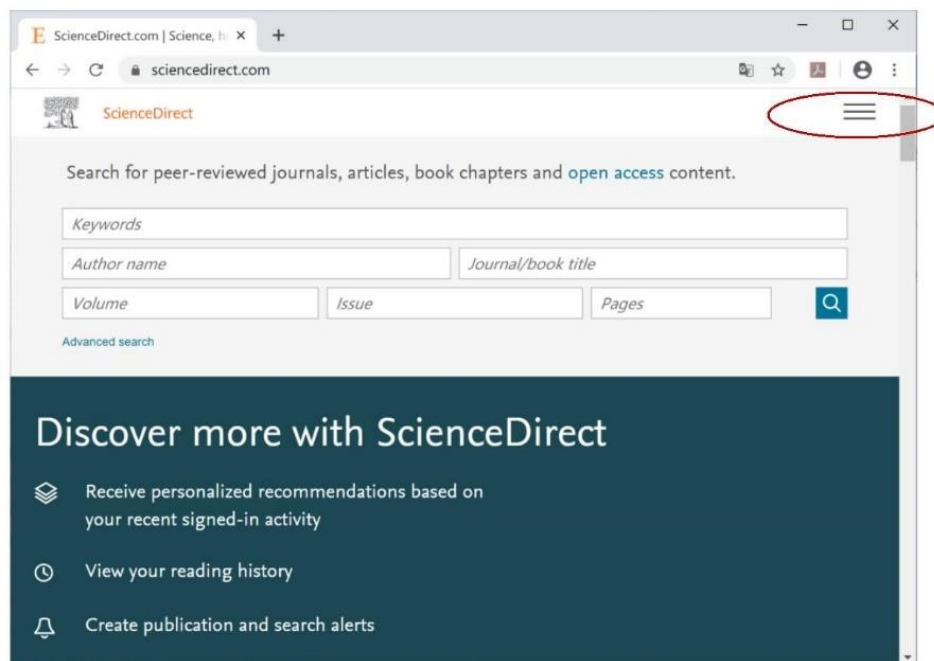 E ScienceDirect.com | Science, h
sciencedirect.com
ScienceDirect
Search for peer-reviewed journals, articles, book chapters and open access content.
Keywords
Author name Journal/book title
Volume Issue Pages
Advanced search
Discover more with ScienceDirect
Receive personalized recommendations based on
your recent signed-in activity
View your reading history
Create publication and search alerts